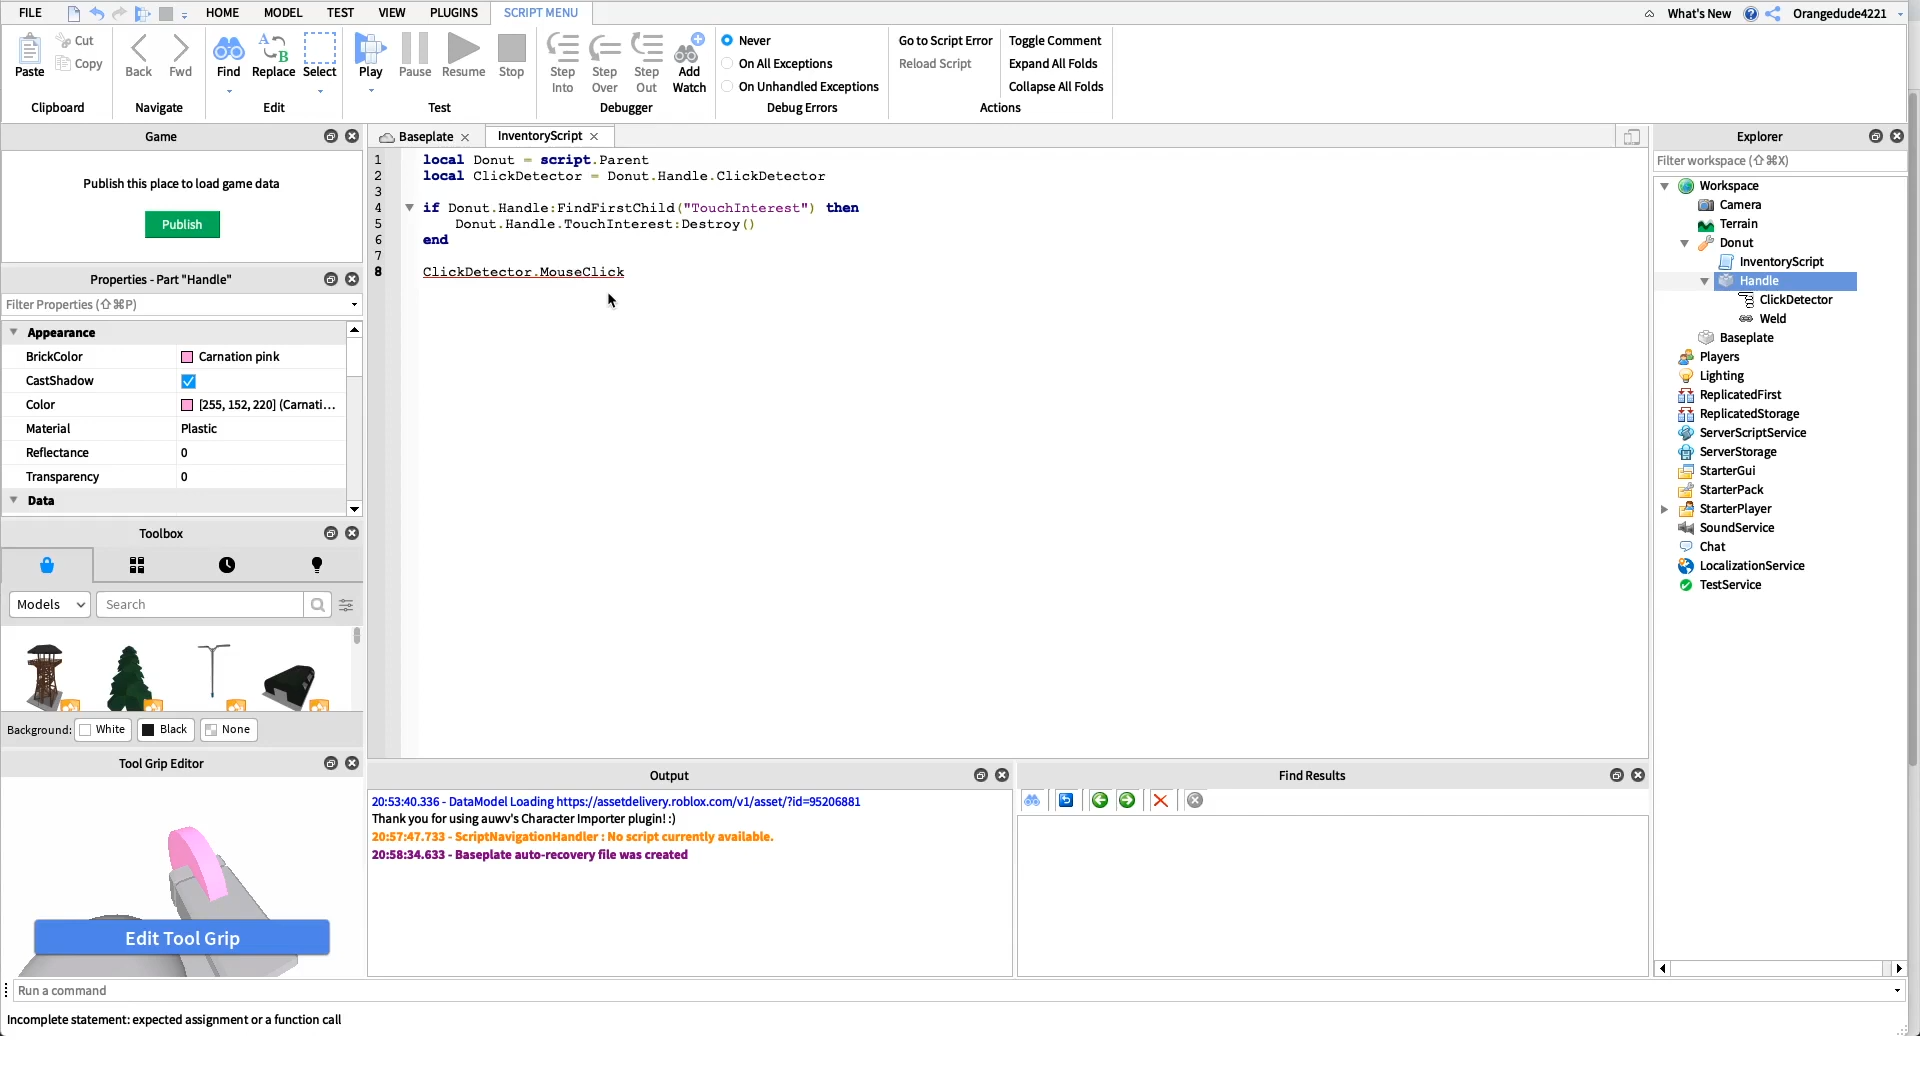 FILE HOME MODEL TEST VIEW PLUGINS SCRIPT MENU What's New Orangedude4221
Paste Cut Copy
Clipboard
Back Fwd
Navigate
Find Replace Select
Edit
Play Pause Resume Stop
Test
Step Into Step Over Step Out Add Watch
Debugger
Never
On All Exceptions
On Unhandled Exceptions
Debug Errors
Go to Script Error
Reload Script
Toggle Comment
Expand All Folds
Collapse All Folds
Actions
Game
Publish this place to load game data
Publish
Properties - Part "Handle"
Filter Properties (⇧⌘P)
Appearance
BrickColor Carnation pink
CastShadow
Color [255, 152, 220] (Carnati...
Material Plastic
Reflectance 0
Transparency 0
Data
Toolbox
Models Search
Background: White Black None
Tool Grip Editor
Edit Tool Grip
Baseplate InventoryScript
1 local Donut = script.Parent
2 local ClickDetector = Donut.Handle.ClickDetector
3
4 if Donut.Handle:FindFirstChild("TouchInterest") then
5 Donut.Handle.TouchInterest:Destroy()
6 end
7
8 ClickDetector.MouseClick
Output
20:53:40.336 - DataModel Loading https://assetdelivery.roblox.com/v1/asset/?id=95206881
Thank you for using auwv's Character Importer plugin! :)
20:57:47.733 - ScriptNavigationHandler : No script currently available.
20:58:34.633 - Baseplate auto-recovery file was created
Find Results
Explorer
Filter workspace (⇧⌘X)
Workspace
Camera
Terrain
Donut
InventoryScript
Handle
ClickDetector
Weld
Baseplate
Players
Lighting
ReplicatedFirst
ReplicatedStorage
ServerScriptService
ServerStorage
StarterGui
StarterPack
StarterPlayer
SoundService
Chat
LocalizationService
TestService
Run a command
Incomplete statement: expected assignment or a function call